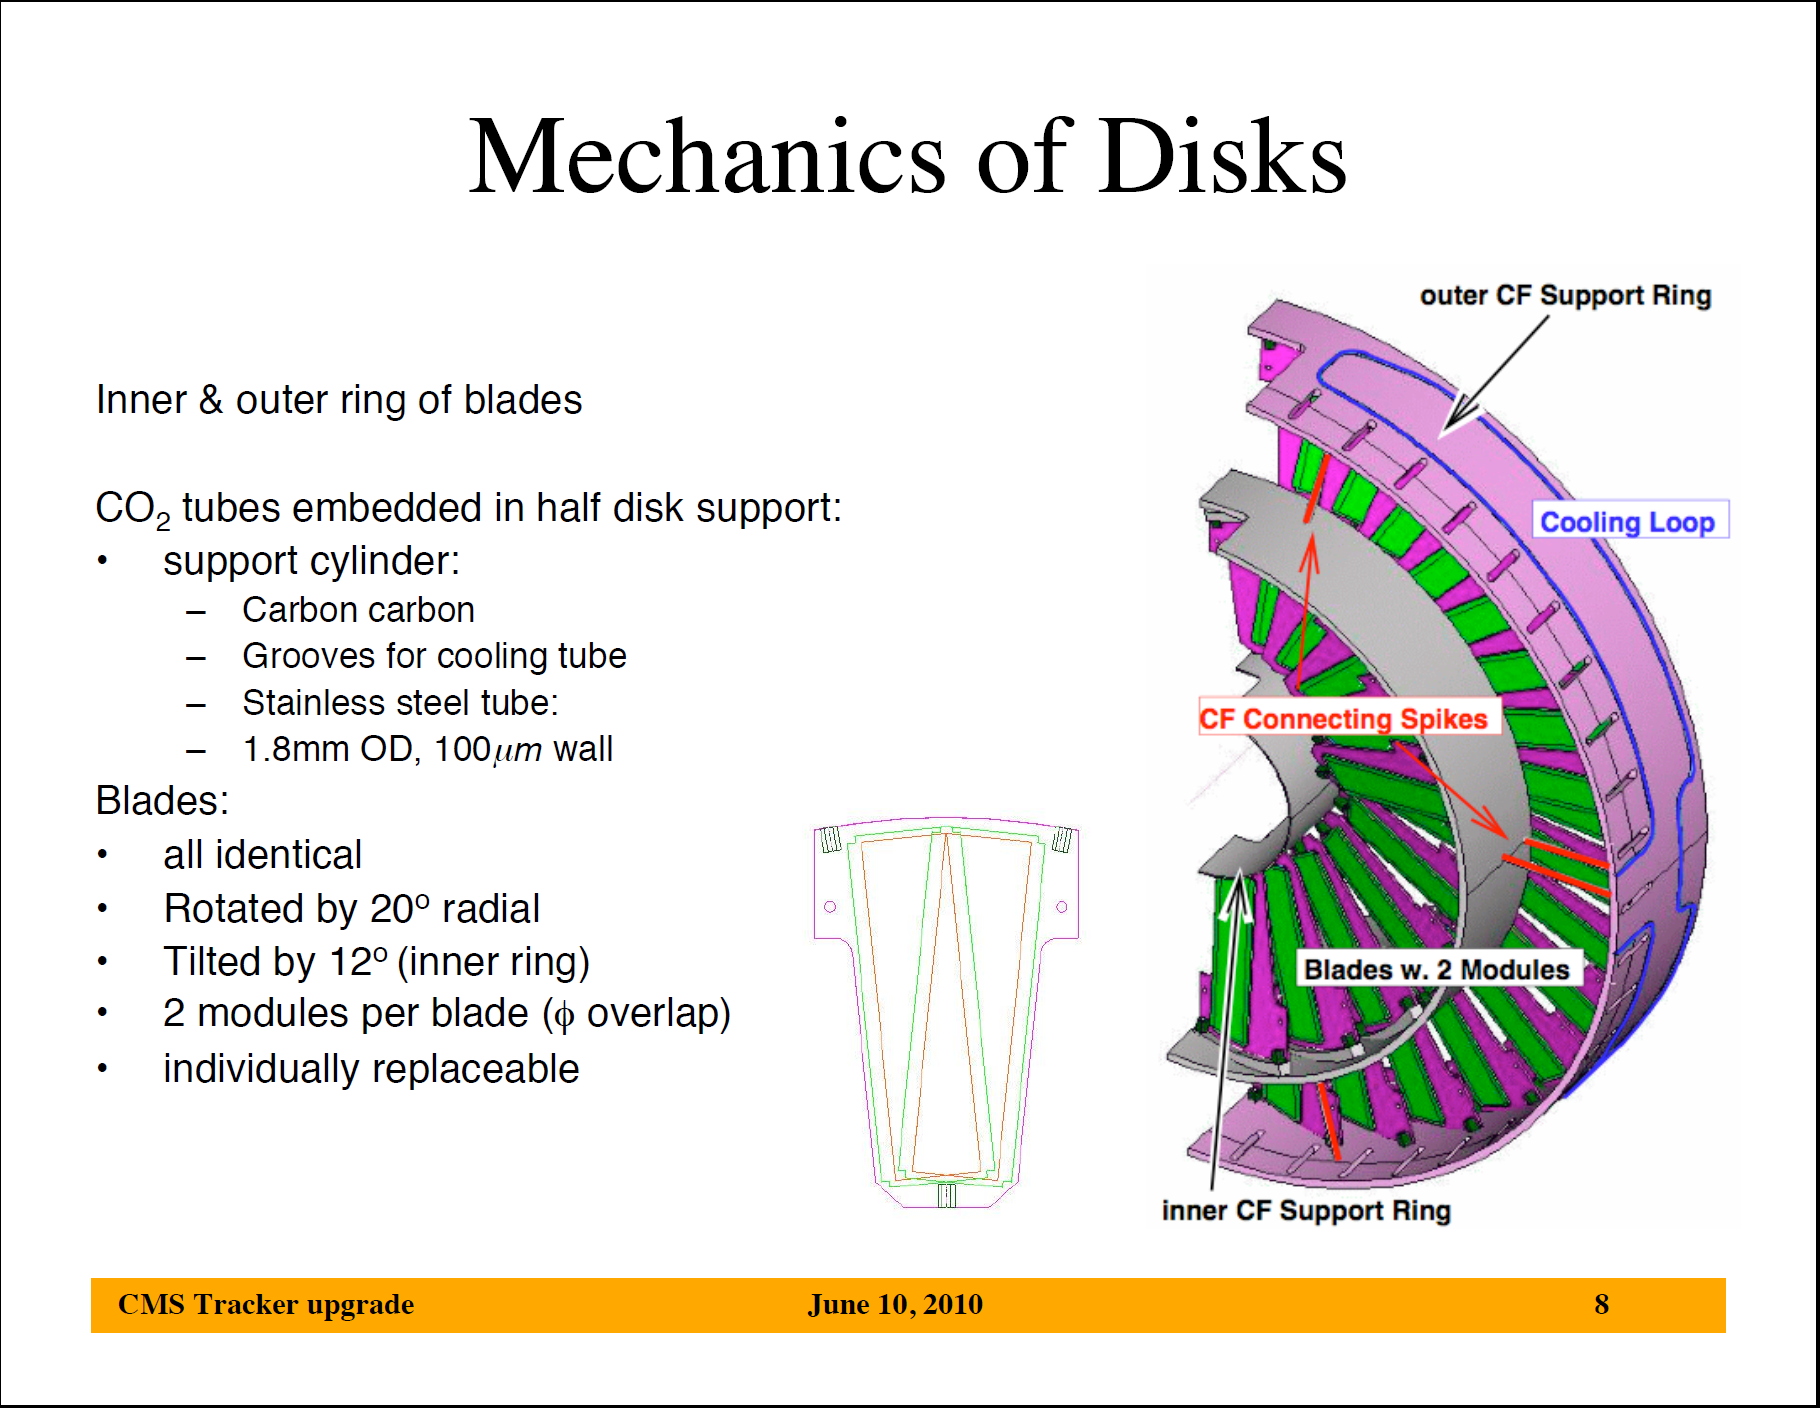 Mechanics of Disks
Inner & outer ring of blades
CO₂ tubes embedded in half disk support:
• support cylinder:
– Carbon carbon
– Grooves for cooling tube
– Stainless steel tube:
– 1.8mm OD, 100μm wall
Blades:
• all identical
• Rotated by 20º radial
• Tilted by 12º (inner ring)
• 2 modules per blade (ϕ overlap)
• individually replaceable
outer CF Support Ring
Cooling Loop
CF Connecting Spikes
Blades w. 2 Modules
inner CF Support Ring
CMS Tracker upgrade June 10, 2010 8